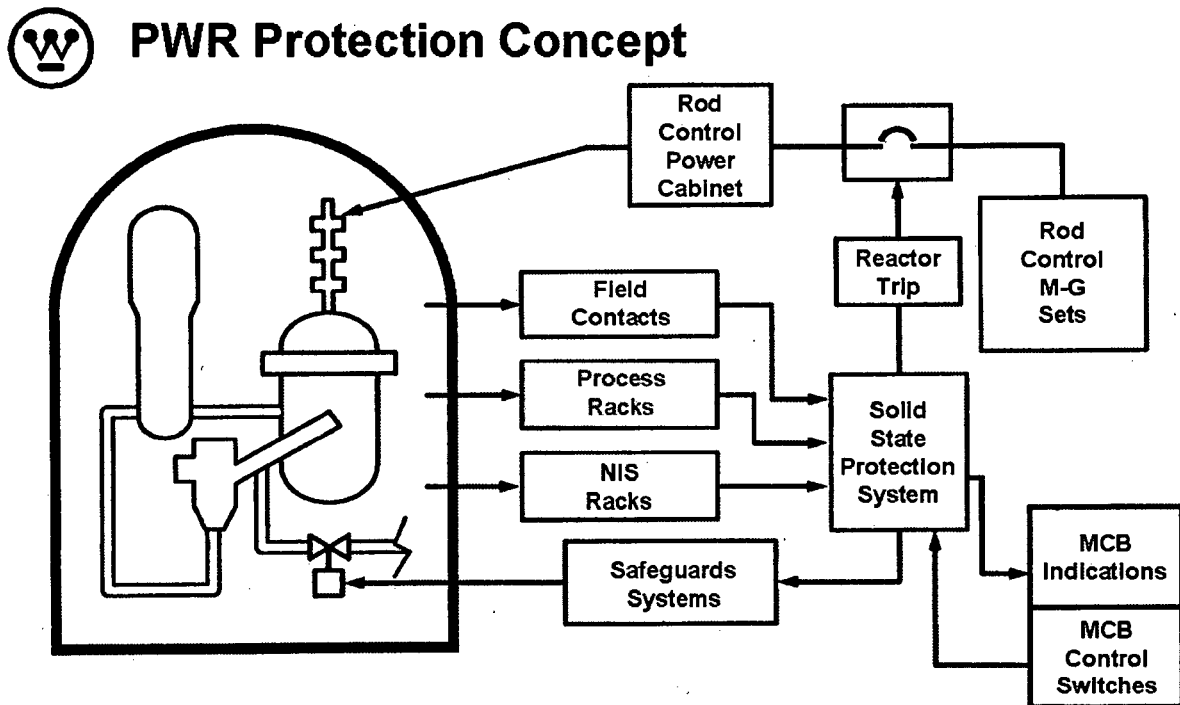 PWR Protection Concept
Rod
Control
Power
Cabinet
Reactor
Trip
Rod
Control
M-G
Sets
Field
Contacts
Process
Racks
NIS
Racks
Solid
State
Protection
System
Safeguards
Systems
MCB
Indications
MCB
Control
Switches